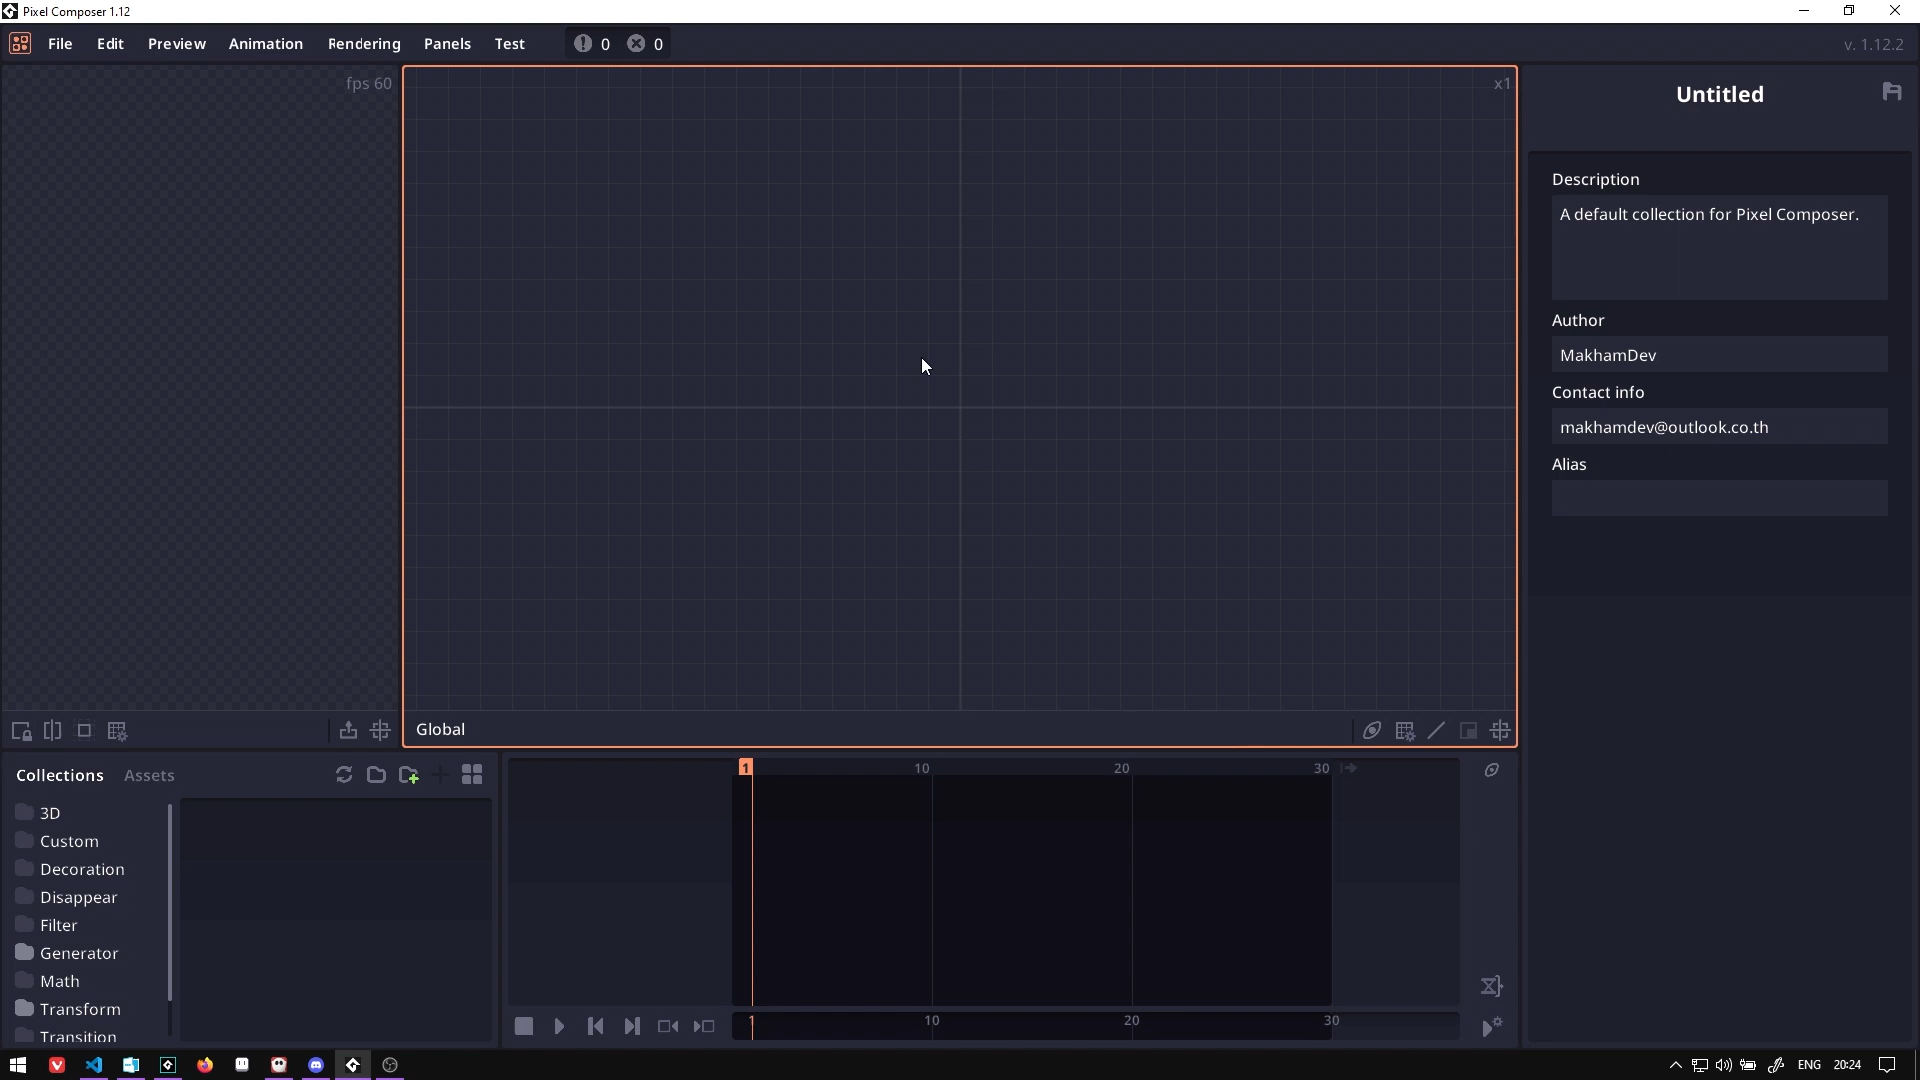 Pixel Composer 1.12
File Edit Preview Animation Rendering Panels Test 0 0 v. 1.12.2
fps 60
x1
Untitled
Description
A default collection for Pixel Composer.
Author
MakhamDev
Contact info
makhamdev@outlook.co.th
Alias
Global
Collections Assets
3D
Custom
Decoration
Disappear
Filter
Generator
Math
Transform
Transition
1 10 20 30
1 10 20 30
ENG 20:24